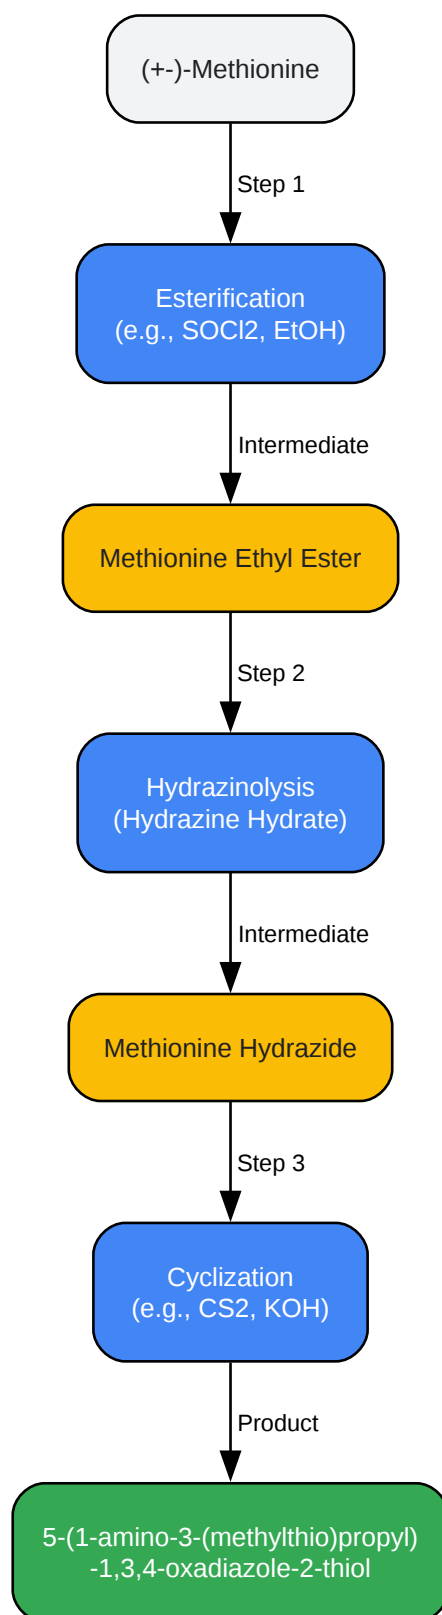 (+-)-Methionine
Step 1
Esterification
(e.g., SOCl2, EtOH)
Intermediate
Methionine Ethyl Ester
Step 2
Hydrazinolysis
(Hydrazine Hydrate)
Intermediate
Methionine Hydrazide
Step 3
Cyclization
(e.g., CS2, KOH)
Product
5-(1-amino-3-(methylthio)propyl)
-1,3,4-oxadiazole-2-thiol